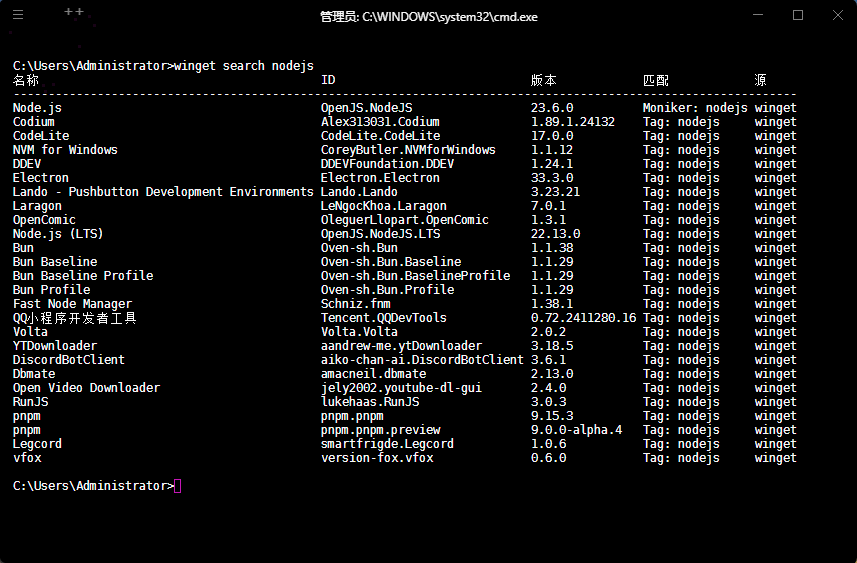 管理员: C:\WINDOWS\system32\cmd.exe
C:\Users\Administrator>winget search nodejs
名称 ID 版本 匹配 源
--------------------------------------------------------------------------------------------------------------
Node.js OpenJS.NodeJS 23.6.0 Moniker: nodejs winget
Codium Alex313031.Codium 1.89.1.24132 Tag: nodejs winget
CodeLite CodeLite.CodeLite 17.0.0 Tag: nodejs winget
NVM for Windows CoreyButler.NVMforWindows 1.1.12 Tag: nodejs winget
DDEV DDEVFoundation.DDEV 1.24.1 Tag: nodejs winget
Electron Electron.Electron 33.3.0 Tag: nodejs winget
Lando - Pushbutton Development Environments Lando.Lando 3.23.21 Tag: nodejs winget
Laragon LeNgocKhoa.Laragon 7.0.1 Tag: nodejs winget
OpenComic OleguerLlopart.OpenComic 1.3.1 Tag: nodejs winget
Node.js (LTS) OpenJS.NodeJS.LTS 22.13.0 Tag: nodejs winget
Bun Oven-sh.Bun 1.1.38 Tag: nodejs winget
Bun Baseline Oven-sh.Bun.Baseline 1.1.29 Tag: nodejs winget
Bun Baseline Profile Oven-sh.Bun.BaselineProfile 1.1.29 Tag: nodejs winget
Bun Profile Oven-sh.Bun.Profile 1.1.29 Tag: nodejs winget
Fast Node Manager Schniz.fnm 1.38.1 Tag: nodejs winget
QQ小程序开发者工具 Tencent.QQDevTools 0.72.2411280.16 Tag: nodejs winget
Volta Volta.Volta 2.0.2 Tag: nodejs winget
YTDownloader aandrew-me.ytDownloader 3.18.5 Tag: nodejs winget
DiscordBotClient aiko-chan-ai.DiscordBotClient 3.6.1 Tag: nodejs winget
Dbmate amacneil.dbmate 2.13.0 Tag: nodejs winget
Open Video Downloader jely2002.youtube-dl-gui 2.4.0 Tag: nodejs winget
RunJS lukehaas.RunJS 3.0.3 Tag: nodejs winget
pnpm pnpm.pnpm 9.15.3 Tag: nodejs winget
pnpm pnpm.pnpm.preview 9.0.0-alpha.4 Tag: nodejs winget
Legcord smartfrigde.Legcord 1.0.6 Tag: nodejs winget
vfox version-fox.vfox 0.6.0 Tag: nodejs winget
C:\Users\Administrator>